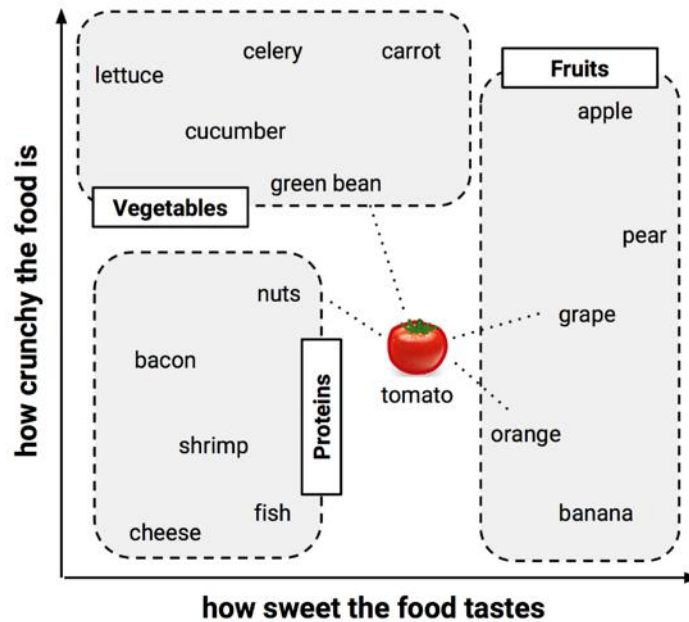 how crunchy the food is
celery
carrot
lettuce
cucumber
green bean
Vegetables
Fruits
apple
pear
grape
orange
banana
nuts
bacon
shrimp
fish
cheese
Proteins
tomato
how sweet the food tastes